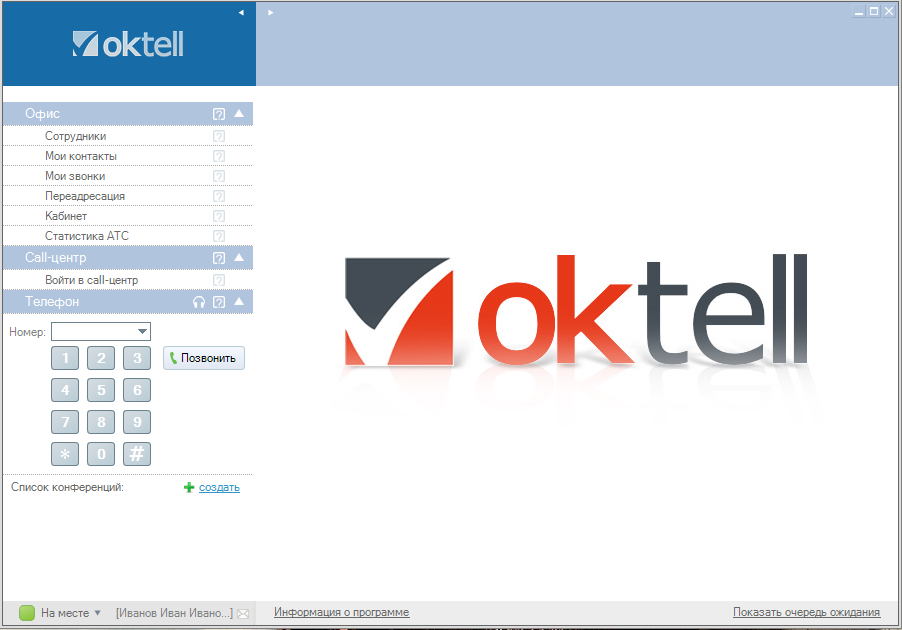 oktell
Офис
Сотрудники
Мои контакты
Мои звонки
Переадресация
Кабинет
Статистика АТС
Call-центр
Войти в call-центр
Телефон
Номер:
1 2 3 Позвонить
4 5 6
7 8 9
* 0 #
Список конференций: создать
oktell
На месте [Иванов Иван Ивано...] Информация о программе Показать очередь ожидания